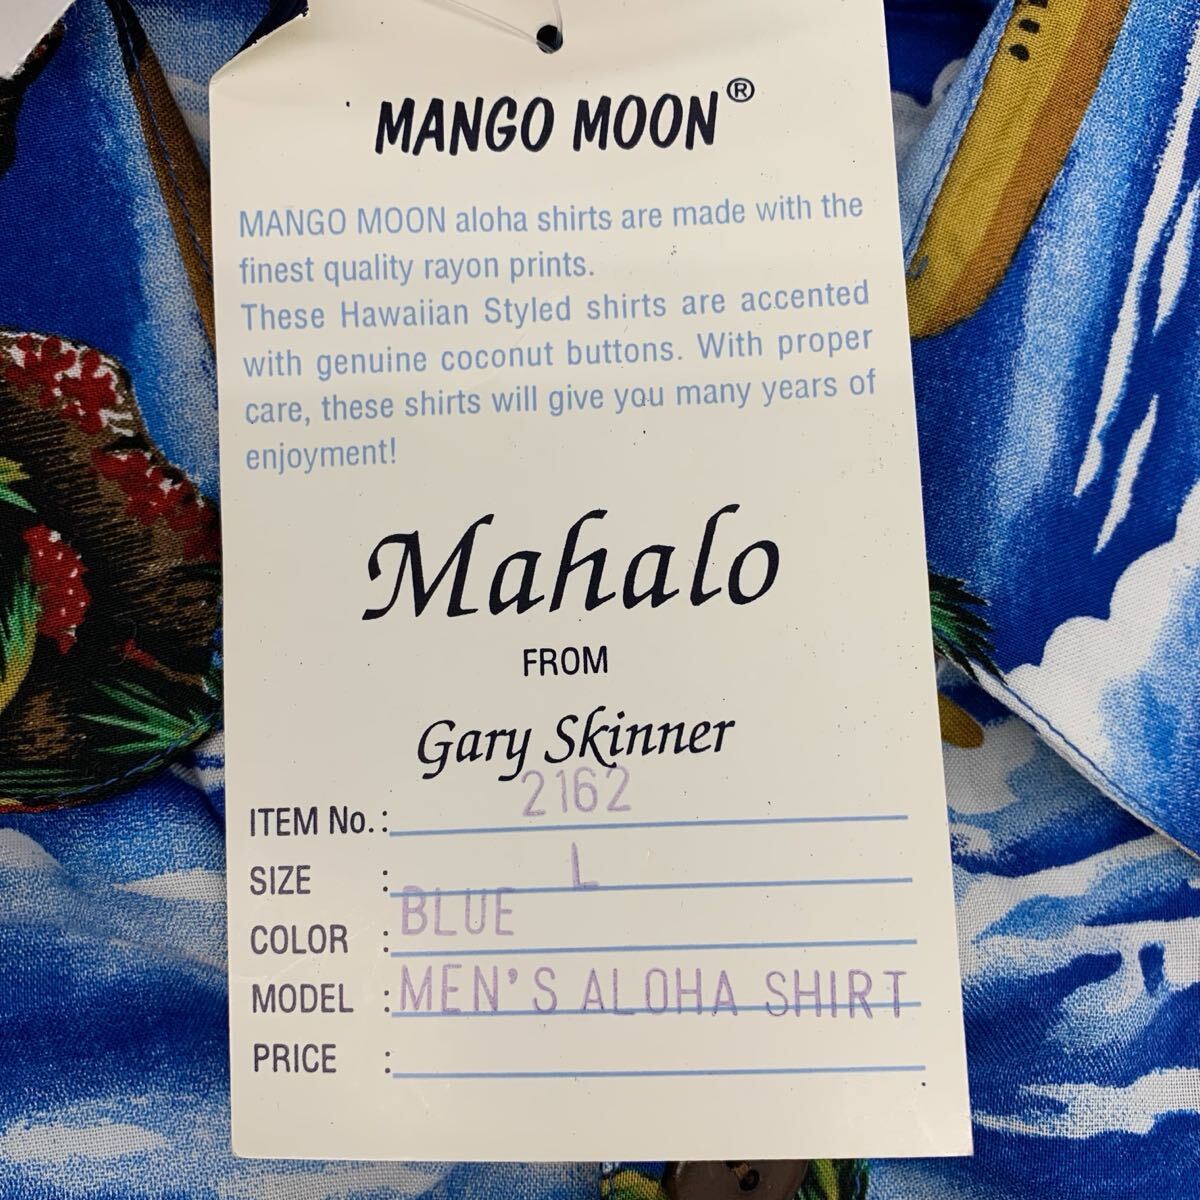 MANGO MOON®
MANGO MOON aloha shirts are made with the
finest quality rayon prints.
These Hawaiian Styled shirts are accented
with genuine coconut buttons. With proper
care, these shirts will give you many years of
enjoyment!
Mahalo
FROM
Gary Skinner
ITEM No.: 2162
SIZE : L
COLOR : BLUE
MODEL : MEN'S ALOHA SHIRT
PRICE :